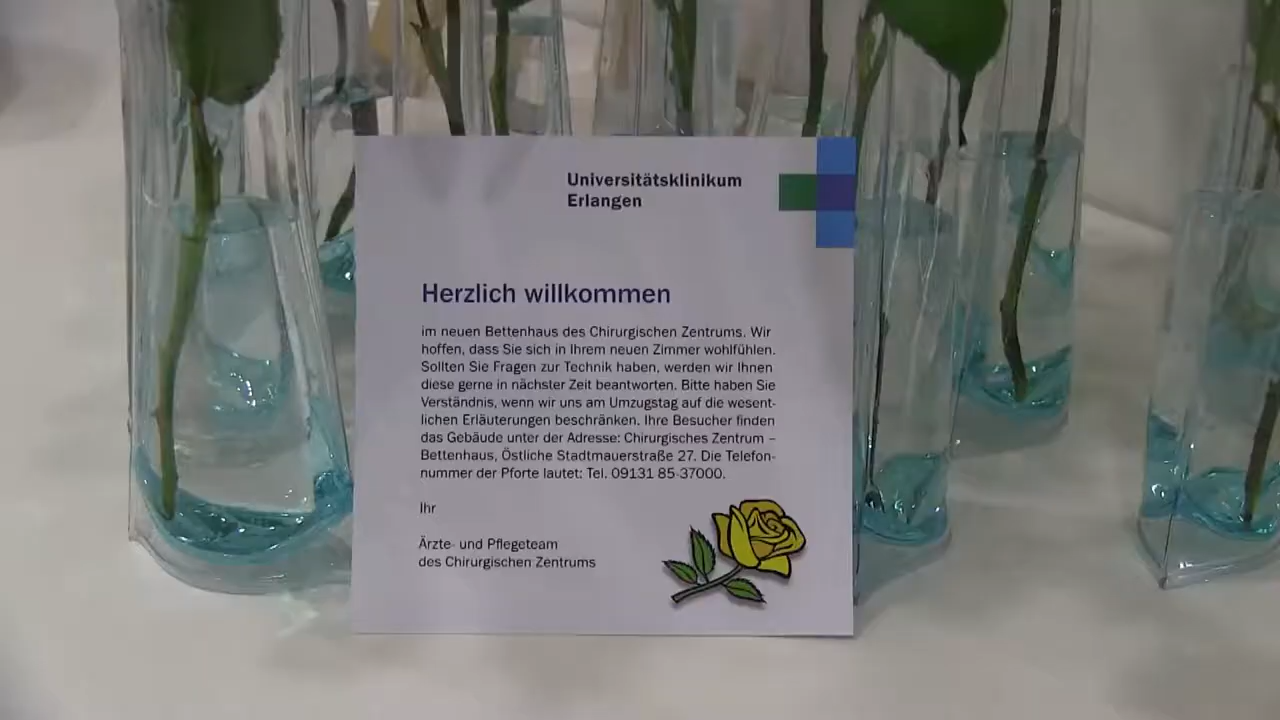 Universitätsklinikum
Erlangen
Herzlich willkommen
im neuen Bettenhaus des Chirurgischen Zentrums. Wir
hoffen, dass Sie sich in Ihrem neuen Zimmer wohlfühlen.
Sollten Sie Fragen zur Technik haben, werden wir Ihnen
diese gerne in nächster Zeit beantworten. Bitte haben Sie
Verständnis, wenn wir uns am Umzugstag auf die wesent-
lichen Erläuterungen beschränken. Ihre Besucher finden
das Gebäude unter der Adresse: Chirurgisches Zentrum –
Bettenhaus, Östliche Stadtmauerstraße 27. Die Telefon-
nummer der Pforte lautet: Tel. 09131 85-37000.
Ihr
Ärzte- und Pflegeteam
des Chirurgischen Zentrums